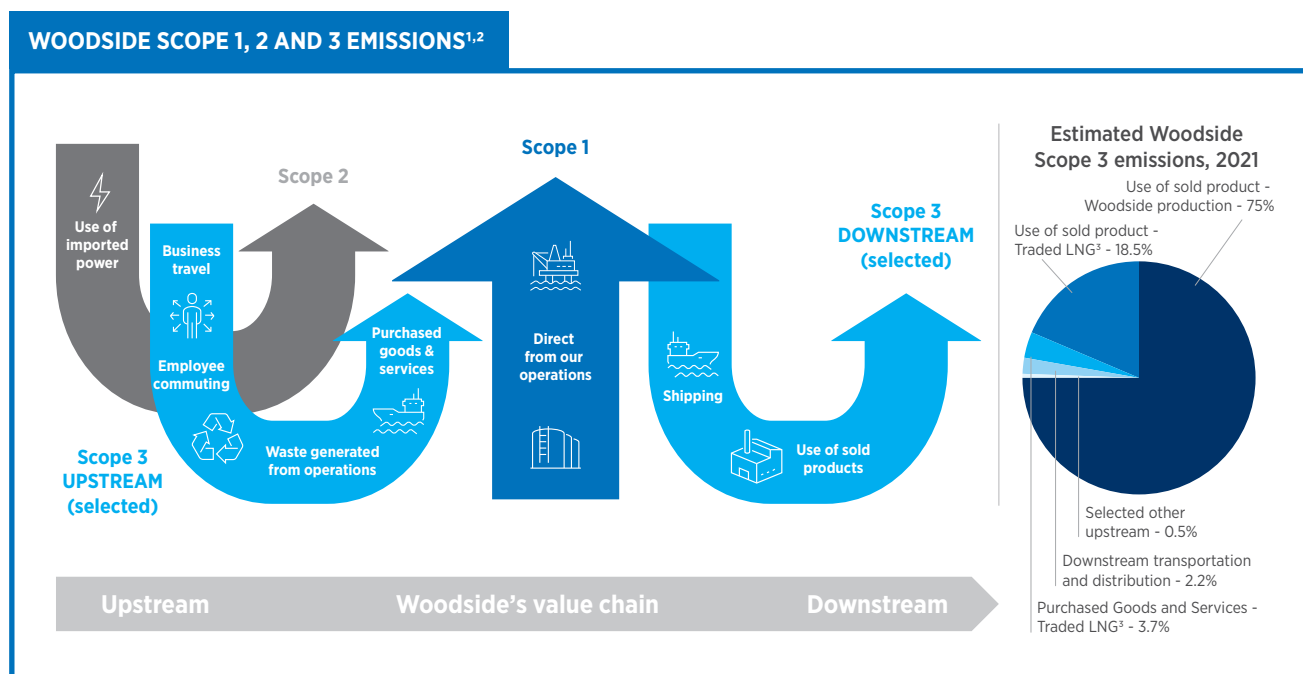 WOODSIDE SCOPE 1, 2 AND 3 EMISSIONS¹,²
Use of
imported
power
Scope 2
Business
travel
Employee
commuting
Waste generated
from operations
Purchased
goods &
services
Scope 3
UPSTREAM
(selected)
Scope 1
Direct
from our
operations
Shipping
Use of sold
products
Scope 3
DOWNSTREAM
(selected)
Upstream
Woodside's value chain
Downstream
Estimated Woodside
Scope 3 emissions, 2021
Use of sold product -
Woodside production - 75%
Use of sold product -
Traded LNG³ - 18.5%
Selected other
upstream - 0.5%
Downstream transportation
and distribution - 2.2%
Purchased Goods and Services -
Traded LNG³ - 3.7%